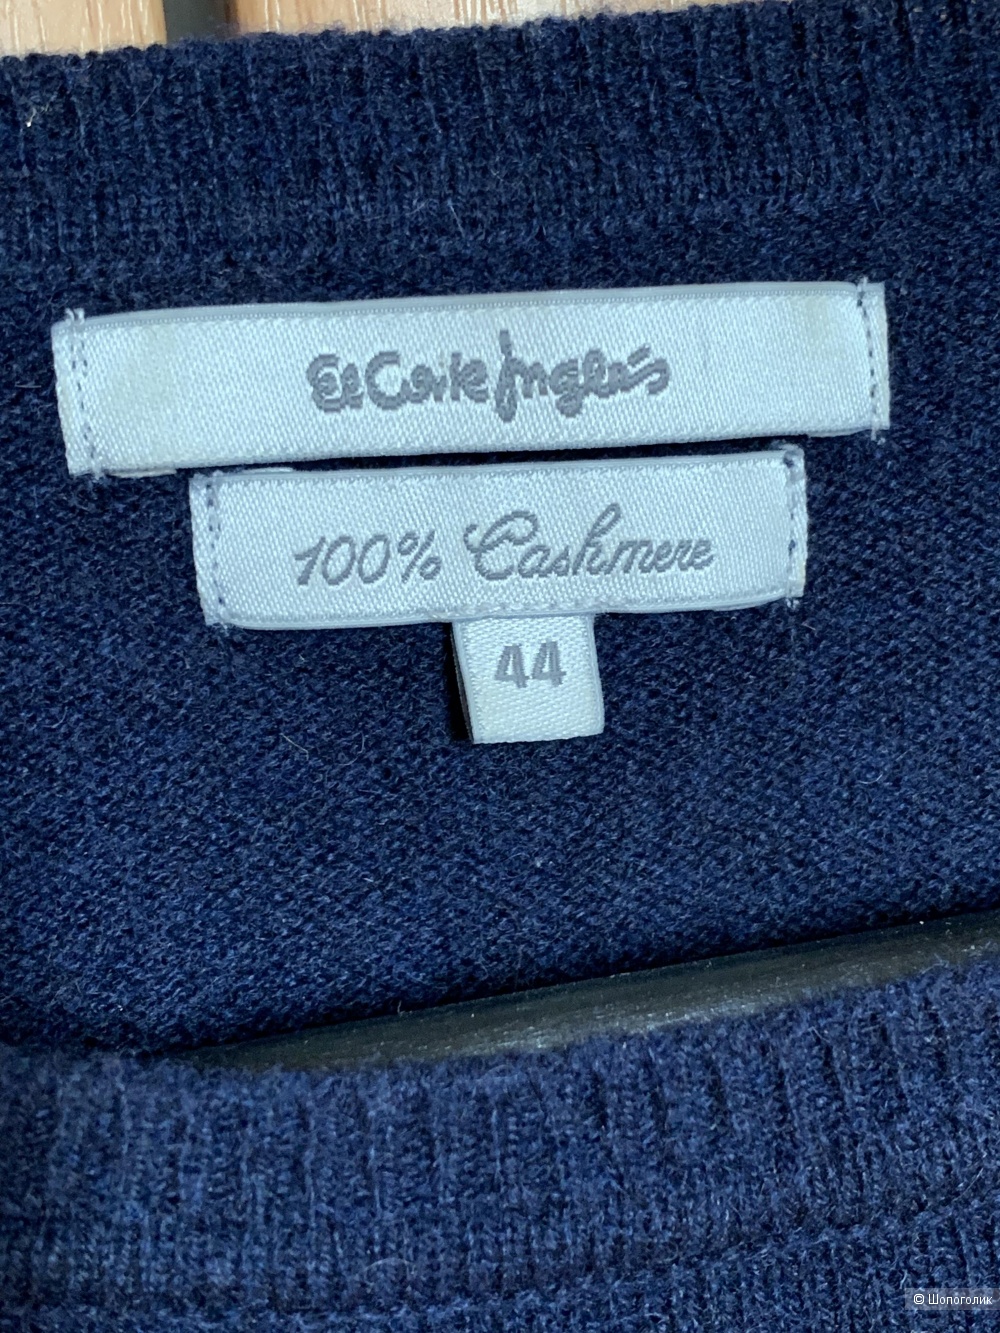 El Corte Inglés
100% Cashmere
44
© Шопоголик